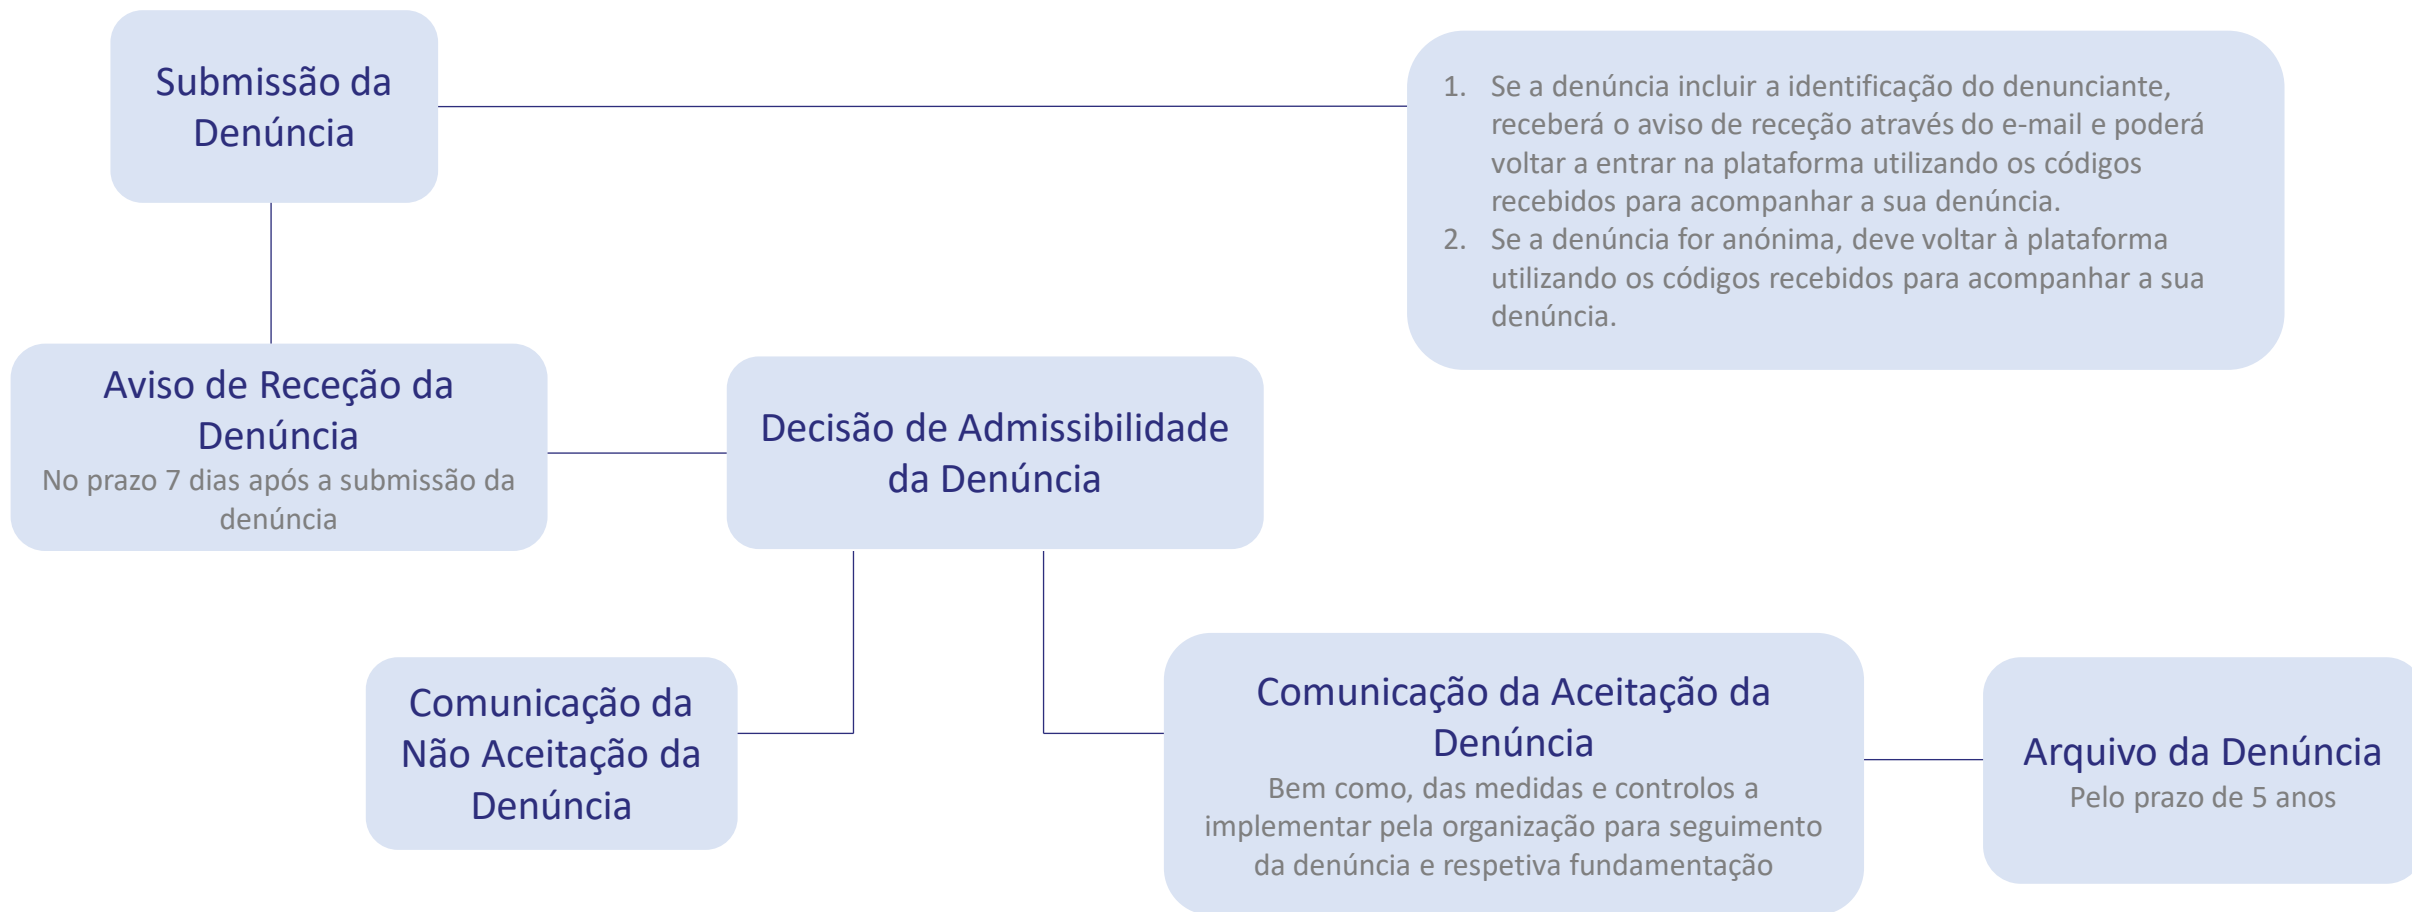 Submissão da
Denúncia
1. Se a denúncia incluir a identificação do denunciante,
receberá o aviso de receção através do e-mail e poderá
voltar a entrar na plataforma utilizando os códigos
recebidos para acompanhar a sua denúncia.
2. Se a denúncia for anónima, deve voltar à plataforma
utilizando os códigos recebidos para acompanhar a sua
denúncia.
Aviso de Receção da
Denúncia
No prazo 7 dias após a submissão da
denúncia
Decisão de Admissibilidade
da Denúncia
Comunicação da
Não Aceitação da
Denúncia
Comunicação da Aceitação da
Denúncia
Bem como, das medidas e controlos a
implementar pela organização para seguimento
da denúncia e respetiva fundamentação
Arquivo da Denúncia
Pelo prazo de 5 anos